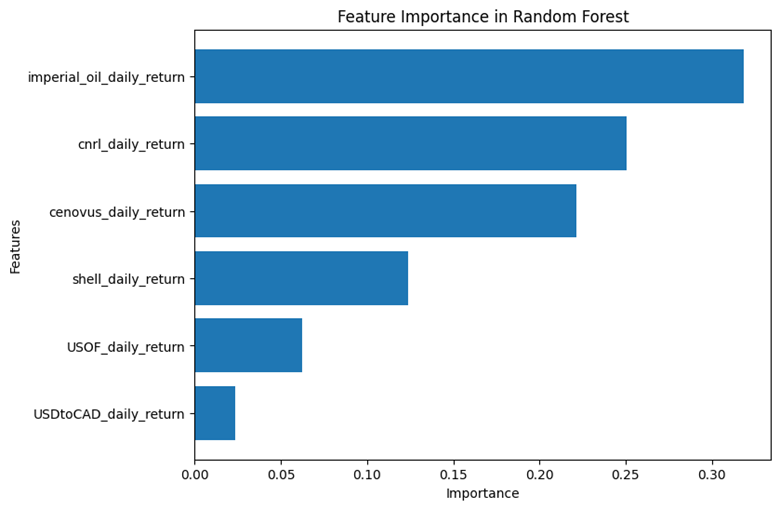 Feature Importance in Random Forest
imperial_oil_daily_return
cnrl_daily_return
cenovus_daily_return
shell_daily_return
USOF_daily_return
USDtoCAD_daily_return
Features
0.00 0.05 0.10 0.15 0.20 0.25 0.30
Importance